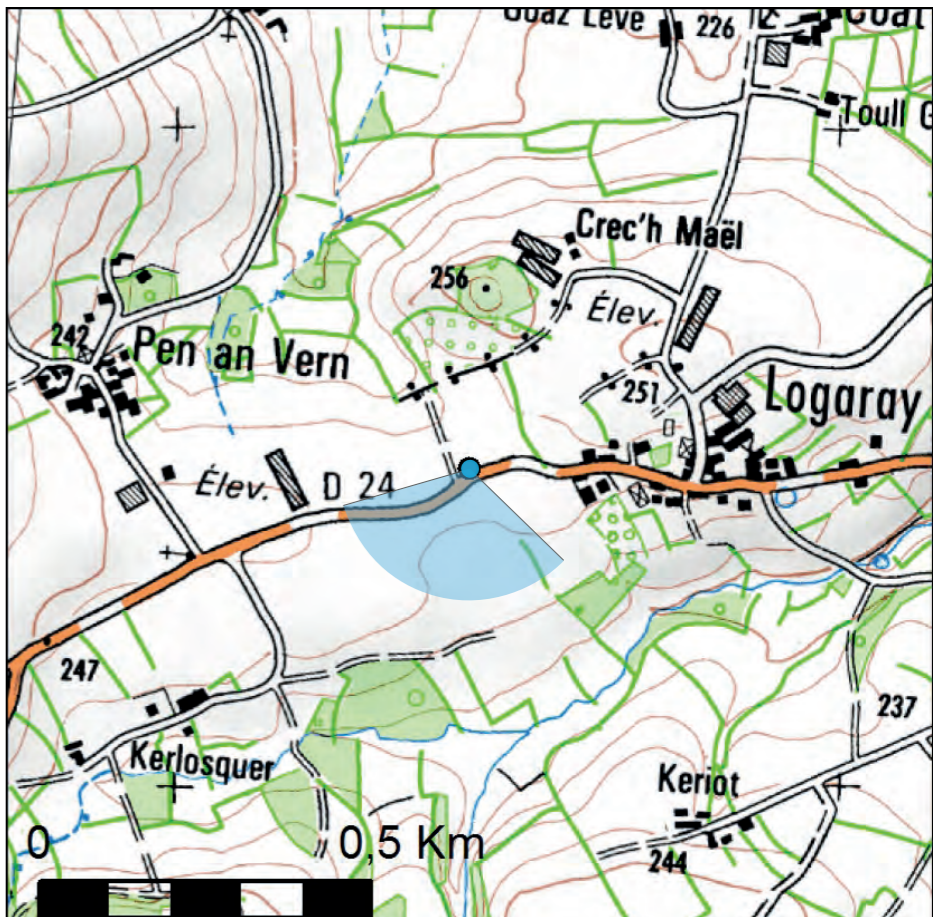 Goaz Leve
226
Coat
Toull G
Crec'h Maël
256
Élev.
242
Pen an Vern
251
Logaray
Élev.
D 24
247
237
Kerlosquer
Keriot
0
0,5 Km
244